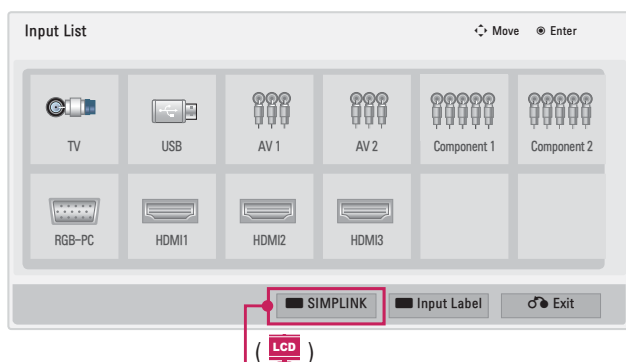 Input List
Move Enter
TV USB AV 1 AV 2 Component 1 Component 2
RGB-PC HDMI1 HDMI2 HDMI3
SIMPLINK Input Label Exit
( LCD )